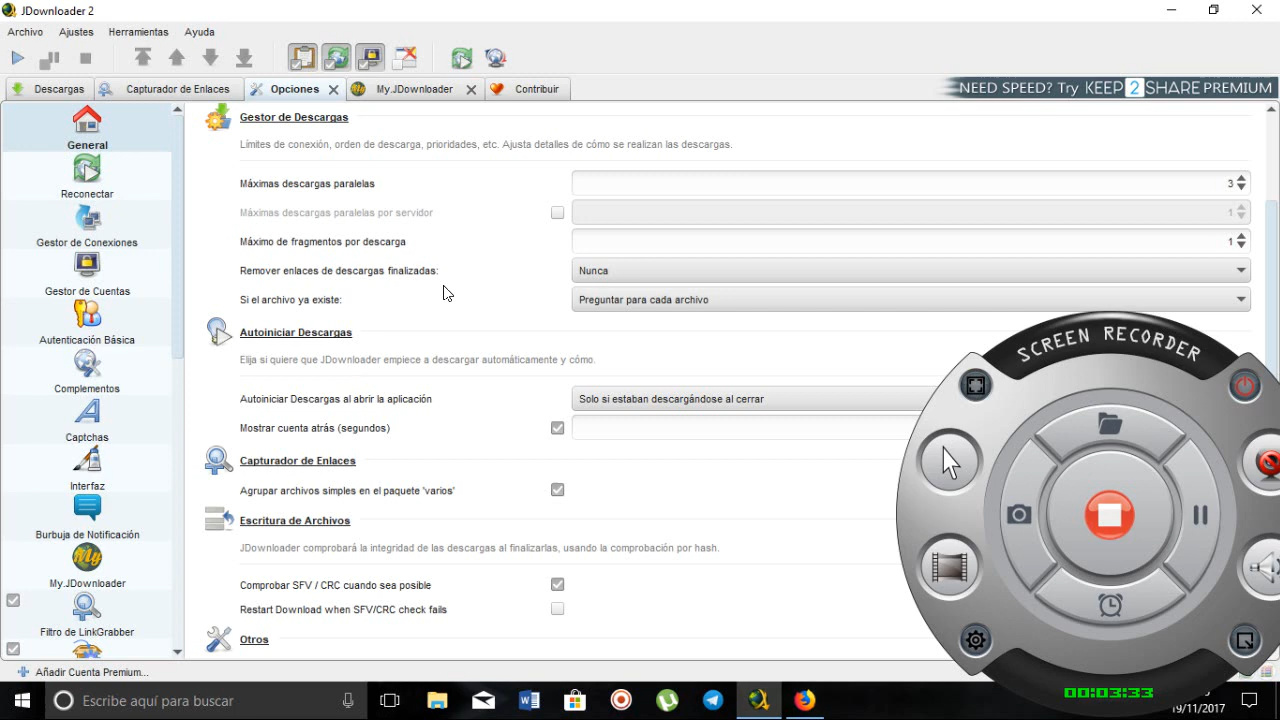 JDownloader 2
Archivo Ajustes Herramientas Ayuda
Descargas Capturador de Enlaces Opciones My.JDownloader Contribuir
NEED SPEED? Try KEEP 2 SHARE PREMIUM
General
Reconectar
Gestor de Conexiones
Gestor de Cuentas
Autenticación Básica
Complementos
Captchas
Interfaz
Burbuja de Notificación
My.JDownloader
Filtro de LinkGrabber
Gestor de Descargas
Límites de conexión, orden de descarga, prioridades, etc. Ajusta detalles de cómo se realizan las descargas.
Máximas descargas paralelas 3
Máximas descargas paralelas por servidor 1
Máximo de fragmentos por descarga 1
Remover enlaces de descargas finalizadas: Nunca
Si el archivo ya existe: Preguntar para cada archivo
Autoiniciar Descargas
Elija si quiere que JDownloader empiece a descargar automáticamente y cómo.
Autoiniciar Descargas al abrir la aplicación Solo si estaban descargándose al cerrar
Mostrar cuenta atrás (segundos)
Capturador de Enlaces
Agrupar archivos simples en el paquete 'varios'
Escritura de Archivos
JDownloader comprobará la integridad de las descargas al finalizarlas, usando la comprobación por hash.
Comprobar SFV / CRC cuando sea posible
Restart Download when SFV/CRC check fails
Otros
SCREEN RECORDER
00:03:33
Añadir Cuenta Premium...
Escribe aquí para buscar
19/11/2017